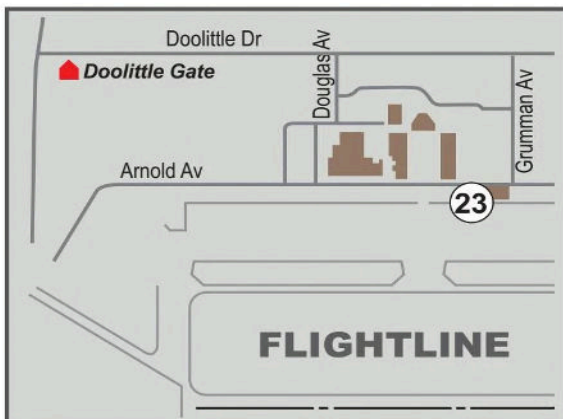 Doolittle Dr
Doolittle Gate
Douglas Av
Grumman Av
Arnold Av
23
FLIGHTLINE